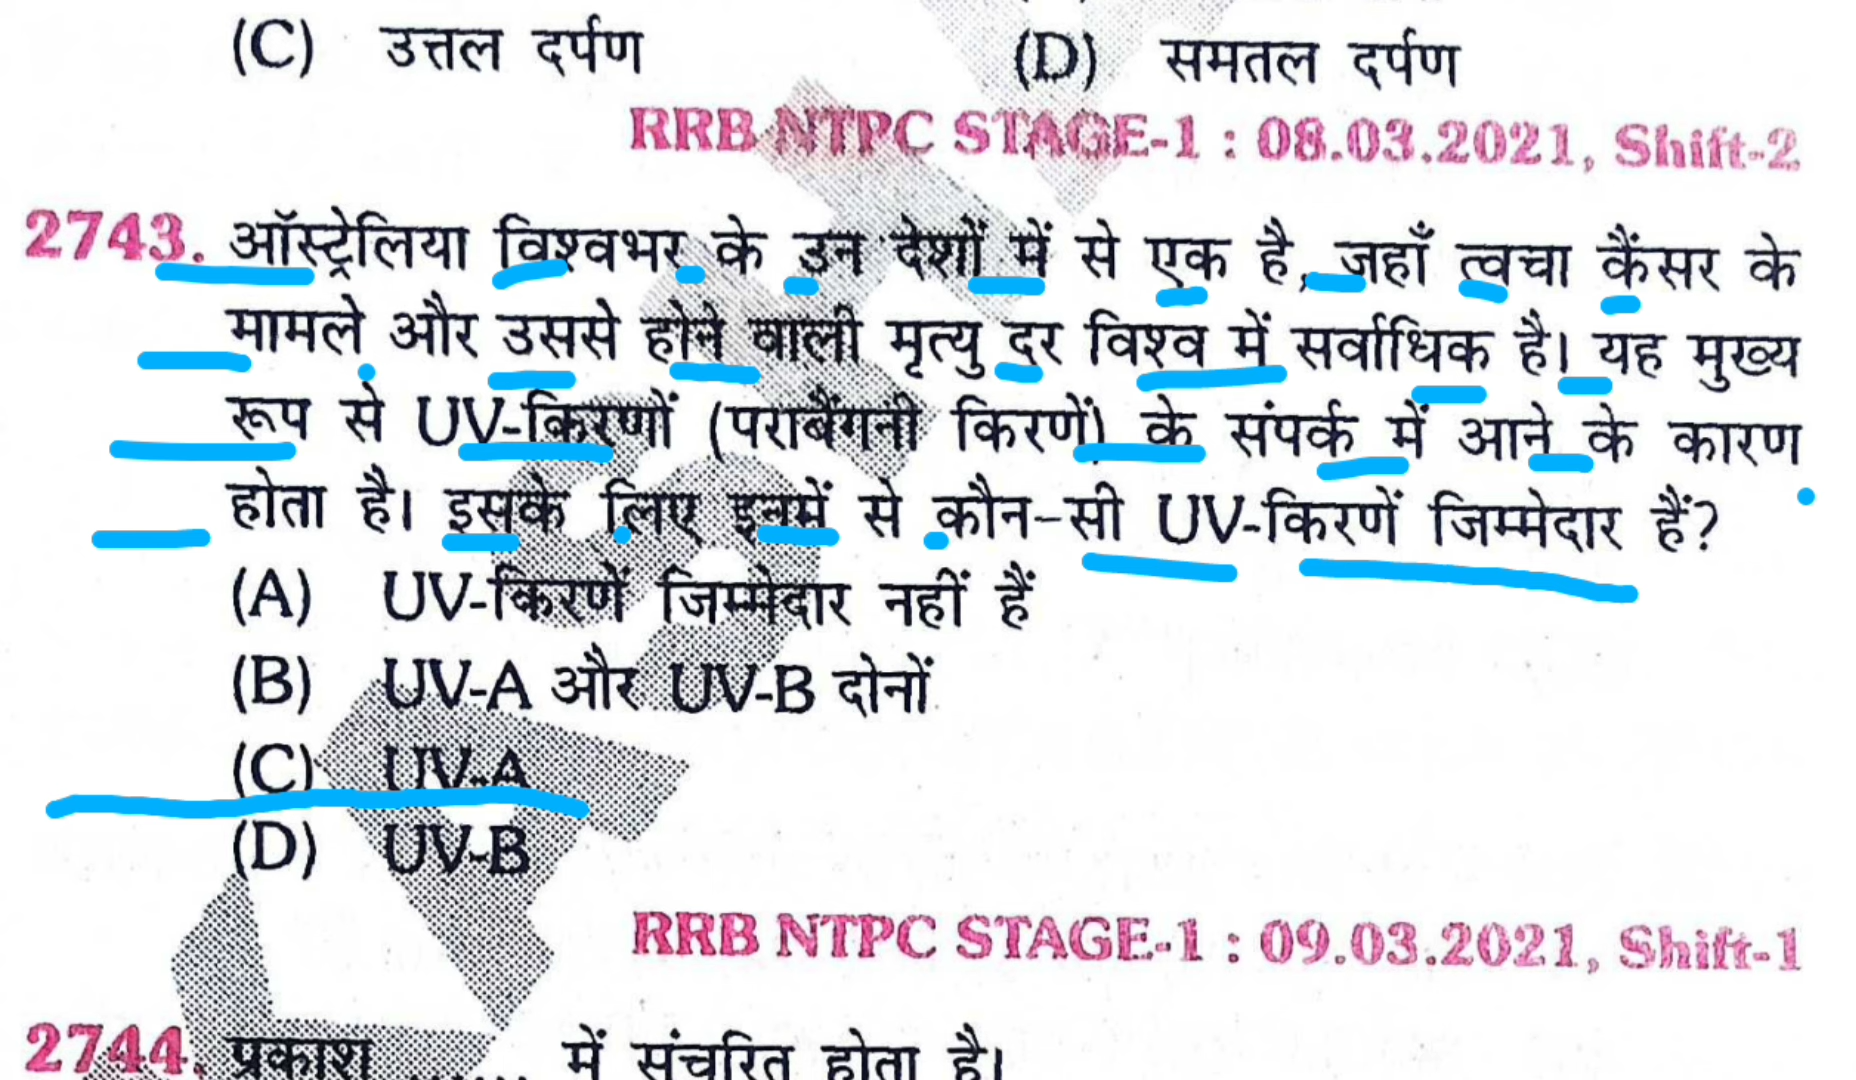 (C) उत्तल दर्पण (D) समतल दर्पण
RRB NTPC STAGE-1 : 08.03.2021, Shift-2
2743. ऑस्ट्रेलिया विश्वभर के उन देशों में से एक है, जहाँ त्वचा कैंसर के
मामले और उससे होने वाली मृत्यु दर विश्व में सर्वाधिक है। यह मुख्य
रूप से UV-किरणों (पराबैंगनी किरणें) के संपर्क में आने के कारण
होता है। इसके लिए इनमें से कौन-सी UV-किरणें जिम्मेदार हैं?
(A) UV-किरणें जिम्मेदार नहीं हैं
(B) UV-A और UV-B दोनों
(C) UV-A
(D) UV-B
RRB NTPC STAGE-1 : 09.03.2021, Shift-1
2744. प्रकाश ........ में संचरित होता है।